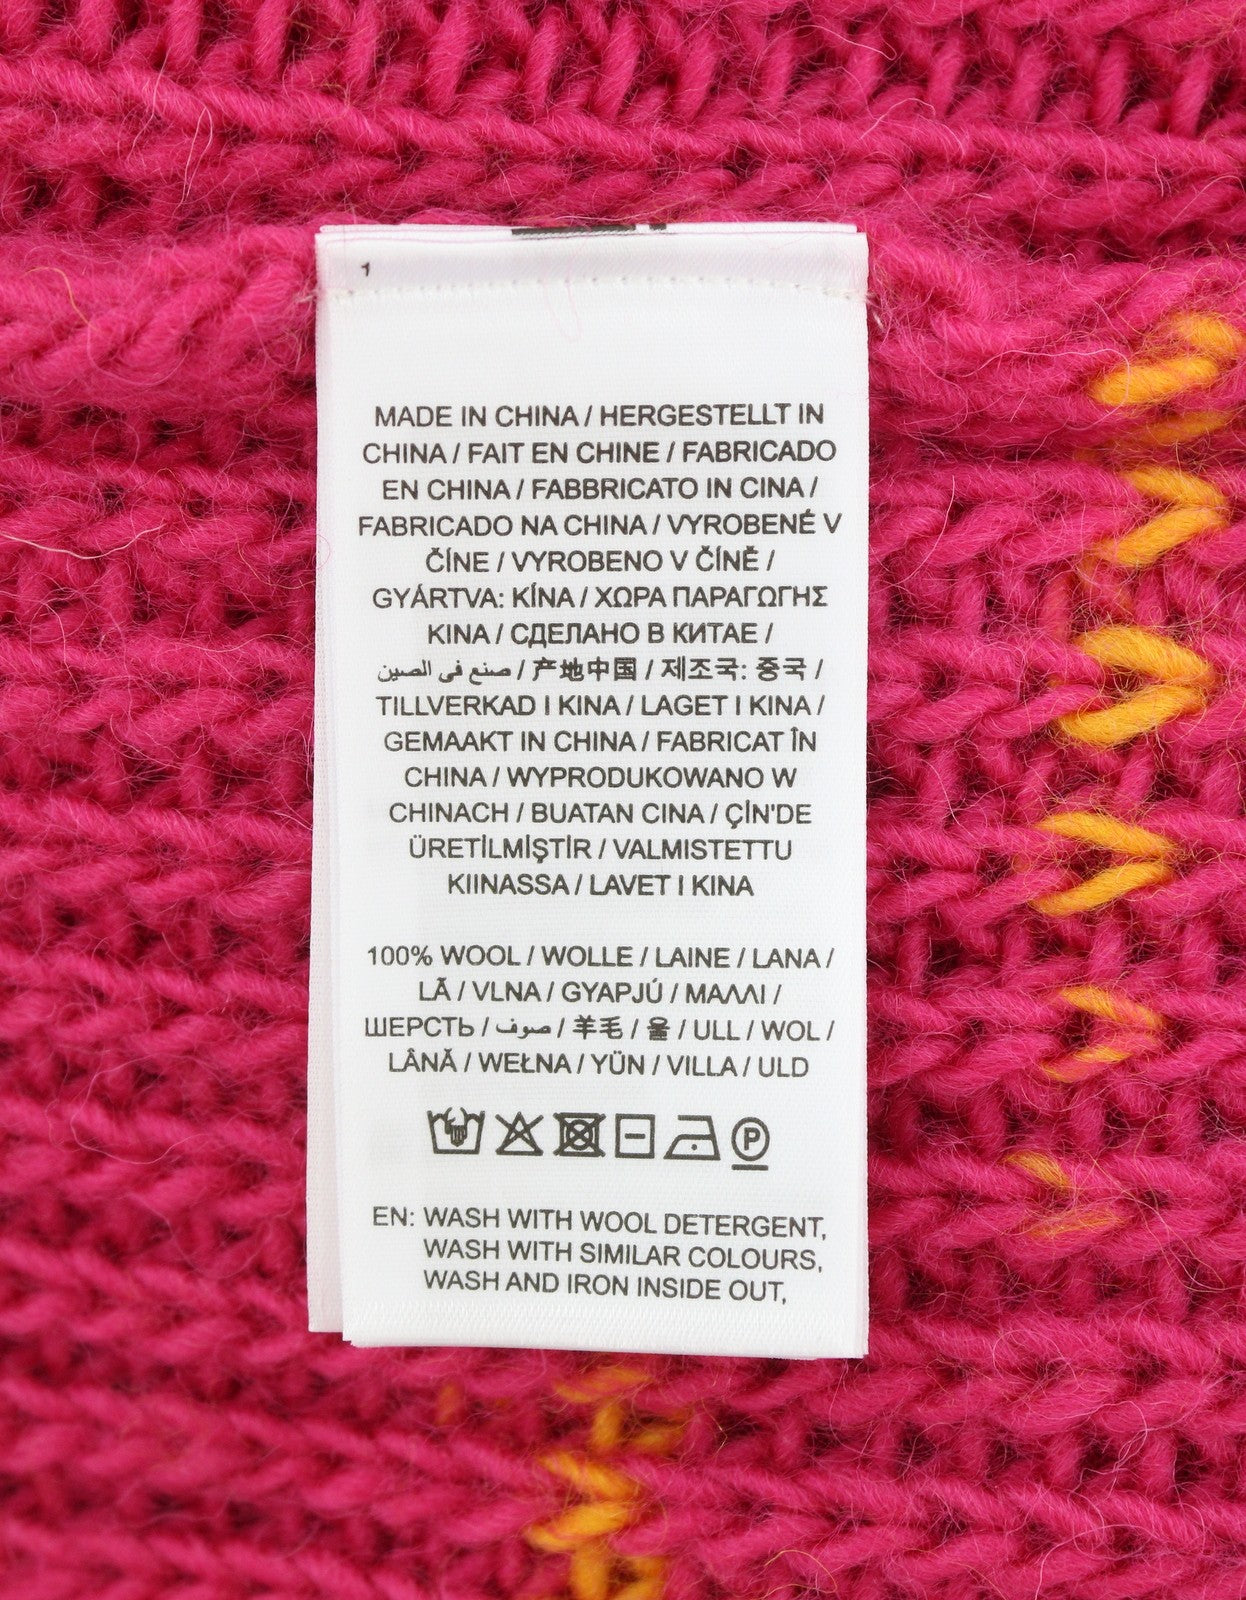 1
MADE IN CHINA / HERGESTELLT IN
CHINA / FAIT EN CHINE / FABRICADO
EN CHINA / FABBRICATO IN CINA /
FABRICADO NA CHINA / VYROBENÉ V
ČÍNE / VYROBENO V ČÍNĚ /
GYÁRTVA: KÍNA / ΧΩΡΑ ΠΑΡΑΓΩΓΗΣ
KINA / СДЕЛАНО В КИТАЕ /
صنع في الصين / 产地中国 / 제조국: 중국 /
TILLVERKAD I KINA / LAGET I KINA /
GEMAAKT IN CHINA / FABRICAT ÎN
CHINA / WYPRODUKOWANO W
CHINACH / BUATAN CINA / ÇİN'DE
ÜRETİLMİŞTİR / VALMISTETTU
KIINASSA / LAVET I KINA
100% WOOL / WOLLE / LAINE / LANA /
LÃ / VLNA / GYAPJÚ / ΜΑΛΛΙ /
ШЕРСТЬ / صوف / 羊毛 / 울 / ULL / WOL /
LÂNĂ / WEŁNA / YÜN / VILLA / ULD
P
EN: WASH WITH WOOL DETERGENT,
WASH WITH SIMILAR COLOURS,
WASH AND IRON INSIDE OUT,